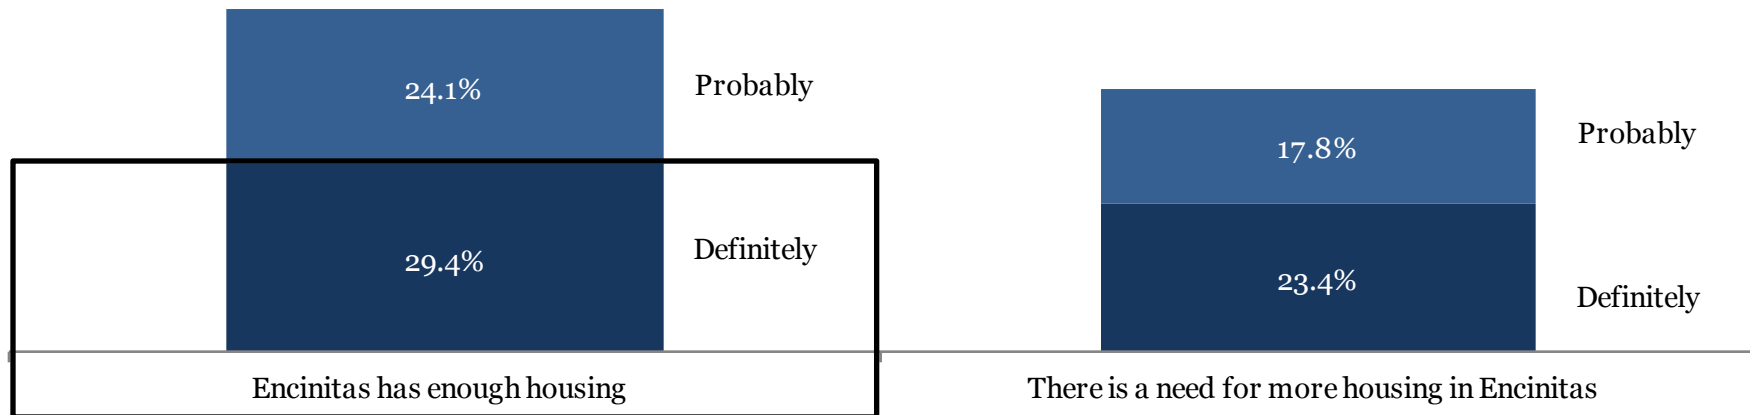 24.1%
Probably
17.8%
Probably
29.4%
Definitely
23.4%
Definitely
Encinitas has enough housing
There is a need for more housing in Encinitas